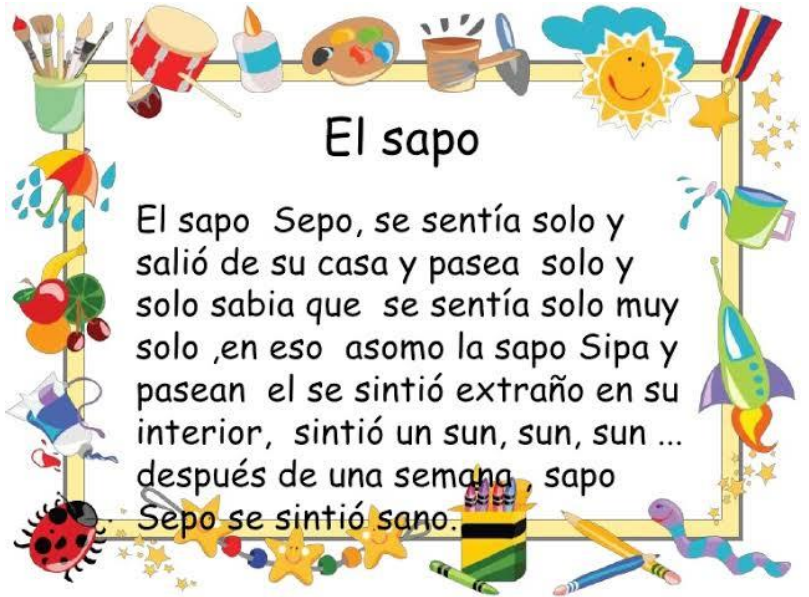 El sapo
El sapo  Sepo, se sentía solo y
salió de su casa y pasea  solo y
solo sabia que  se sentía solo muy
solo ,en eso  asomo la sapo Sipa y
pasean  el se sintió extraño en su
interior,  sintió un sun, sun, sun ...
después de una semana , sapo
Sepo se sintió sano.